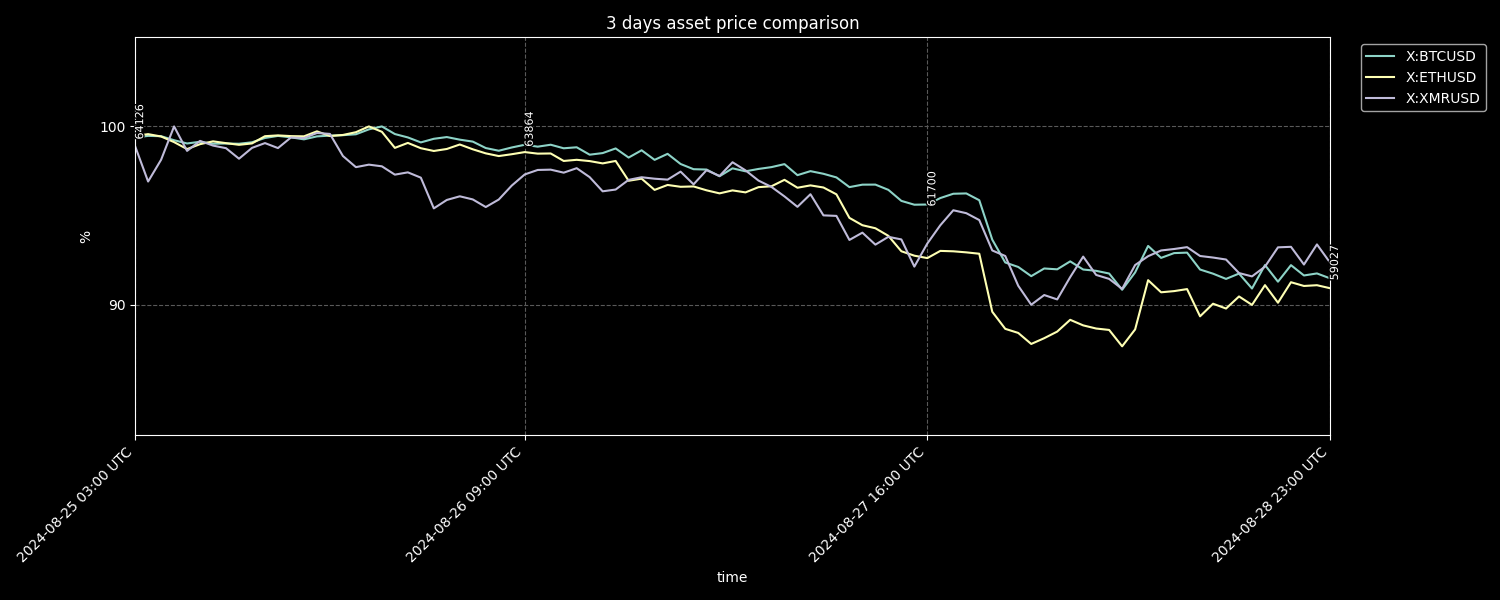 3 days asset price comparison
X:BTCUSD
X:ETHUSD
X:XMRUSD
100
90
%
64126
63864
61700
59027
2024-08-25 03:00 UTC
2024-08-26 09:00 UTC
2024-08-27 16:00 UTC
2024-08-28 23:00 UTC
time